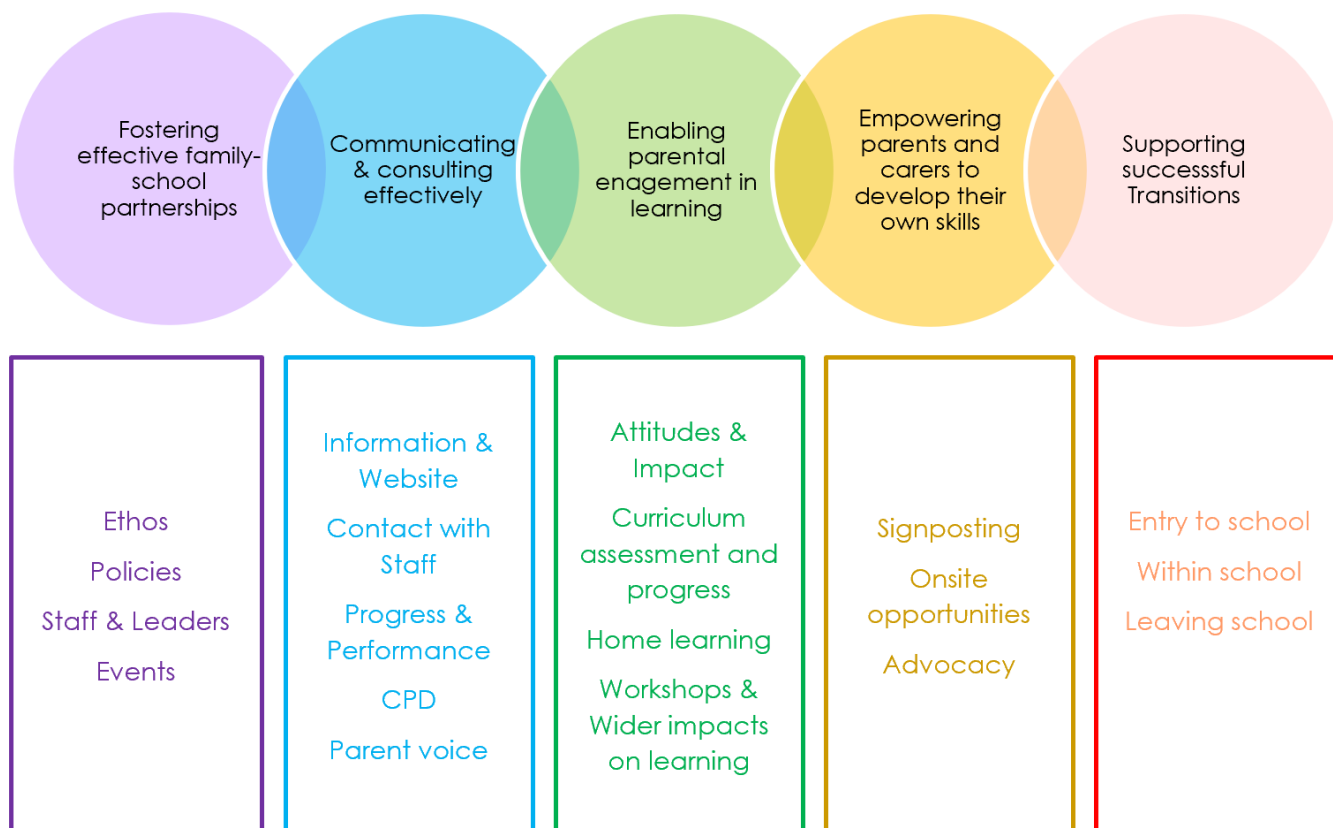 Fostering
effective family-
school
partnerships
Communicating
& consulting
effectively
Enabling
parental
enagement in
learning
Empowering
parents and
carers to
develop their
own skills
Supporting
successsful
Transitions
Ethos
Policies
Staff & Leaders
Events
Information &
Website
Contact with
Staff
Progress &
Performance
CPD
Parent voice
Attitudes &
Impact
Curriculum
assessment and
progress
Home learning
Workshops &
Wider impacts
on learning
Signposting
Onsite
opportunities
Advocacy
Entry to school
Within school
Leaving school